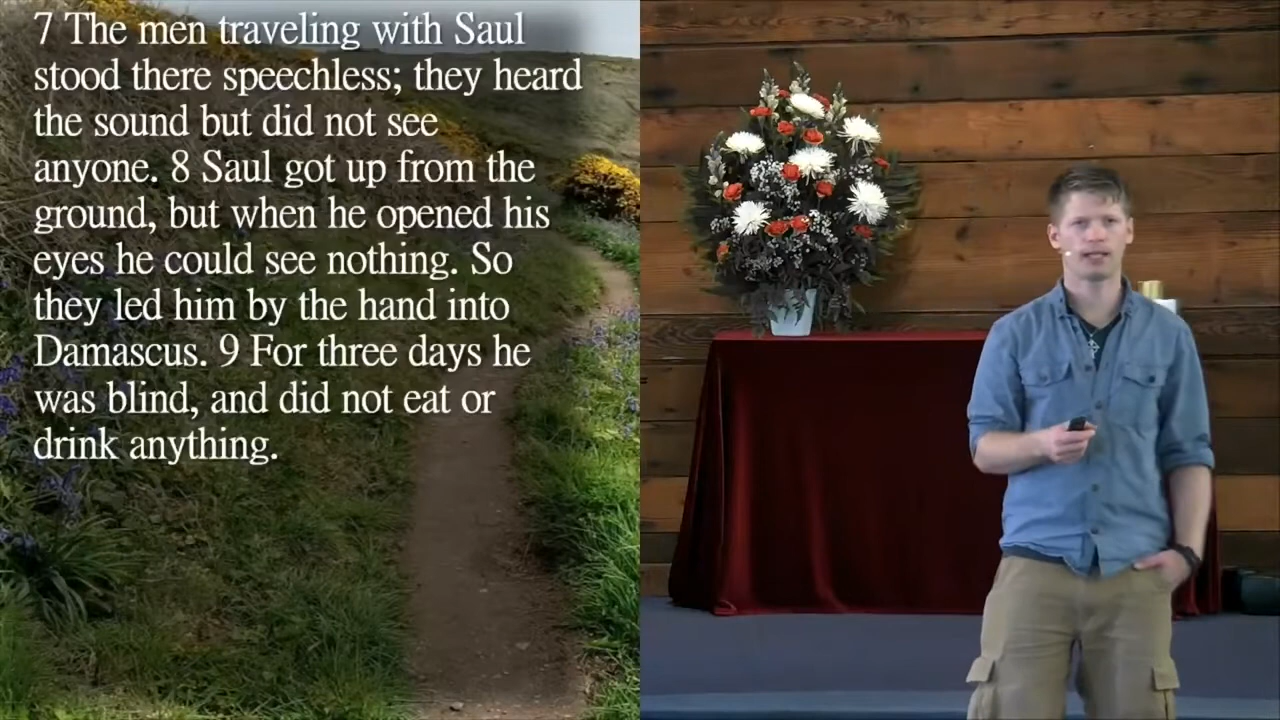 7 The men traveling with Saul
stood there speechless; they heard
the sound but did not see
anyone. 8 Saul got up from the
ground, but when he opened his
eyes he could see nothing. So
they led him by the hand into
Damascus. 9 For three days he
was blind, and did not eat or
drink anything.